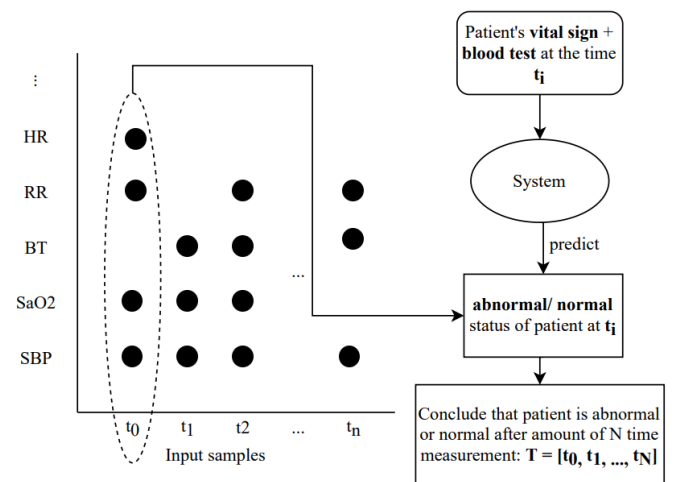 Patient's vital sign +
blood test at the time
ti
⋮
HR
RR
BT
SaO2
SBP
...
System
predict
abnormal/ normal
status of patient at ti
t0 t1 t2 ... tn
Input samples
Conclude that patient is abnormal
or normal after amount of N time
measurement: T = [t0, t1, ..., tN]